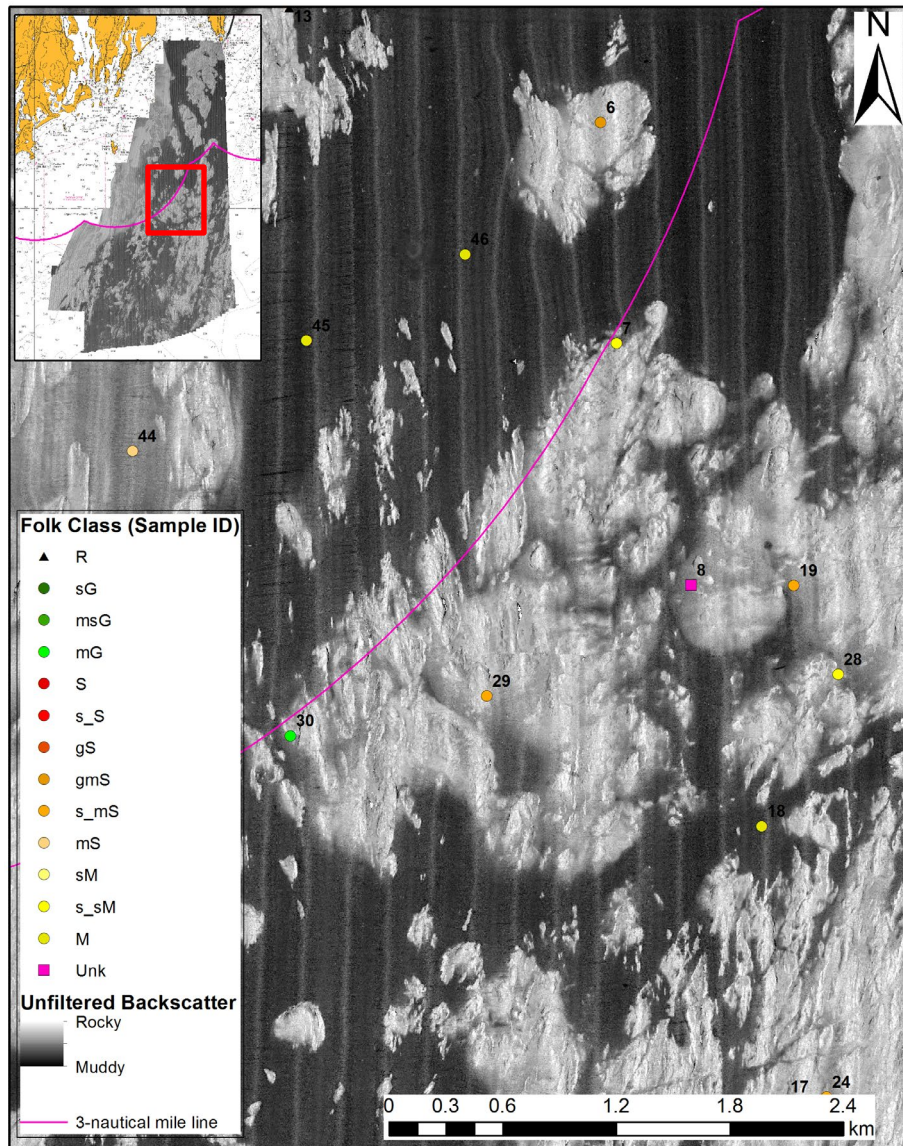 13
N
6
46
45
7
44
8
19
28
29
30
18
17
24
Folk Class (Sample ID)
R
sG
msG
mG
S
s_S
gS
gmS
s_mS
mS
sM
s_sM
M
Unk
Unfiltered Backscatter
Rocky
Muddy
3-nautical mile line
0 0.3 0.6 1.2 1.8 2.4
km